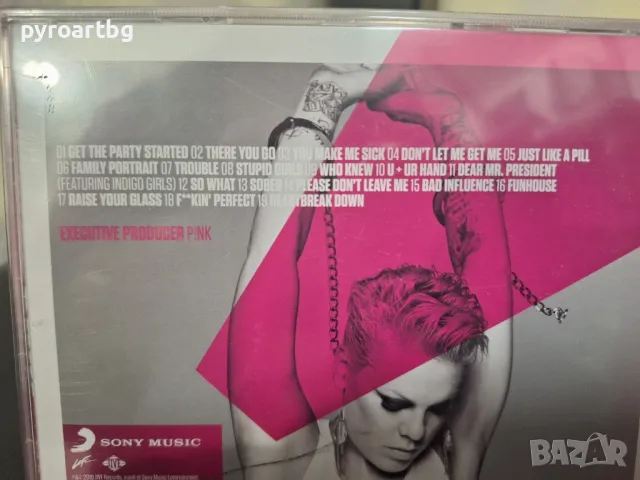 pyroartbg
01 GET THE PARTY STARTED 02 THERE YOU GO 03 YOU MAKE ME SICK 04 DON'T LET ME GET ME 05 JUST LIKE A PILL
06 FAMILY PORTRAIT 07 TROUBLE 08 STUPID GIRLS 09 WHO KNEW 10 U + UR HAND 11 DEAR MR. PRESIDENT
(FEATURING INDIGO GIRLS) 12 SO WHAT 13 SOBER 14 PLEASE DON'T LEAVE ME 15 BAD INFLUENCE 16 FUNHOUSE
17 RAISE YOUR GLASS 18 F**KIN' PERFECT 19 HEARTBREAK DOWN
EXECUTIVE PRODUCER P!NK
SONY MUSIC
JIVE
BAZAR